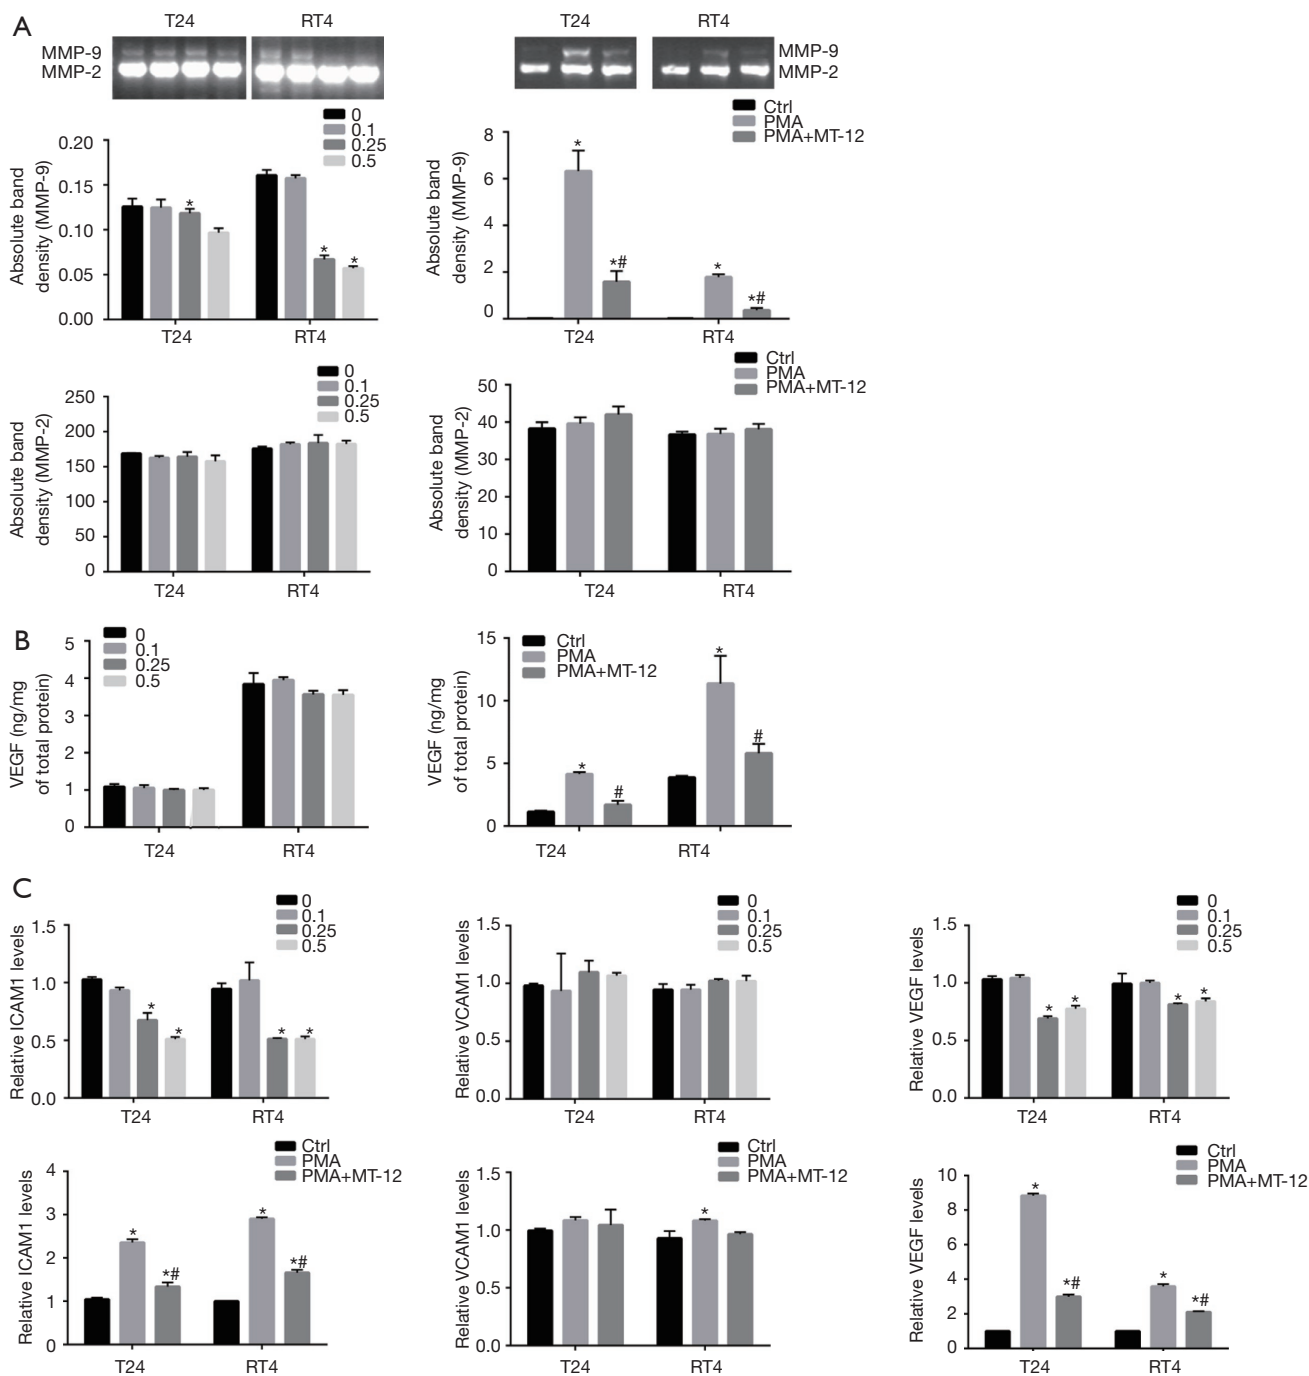 A
T24
RT4
MMP-9
MMP-2
T24
RT4
MMP-9
MMP-2
0
0.1
0.25
0.5
Absolute band
density (MMP-9)
0.20
0.15
0.10
0.05
0.00
*
*
*
T24
RT4
Ctrl
PMA
PMA+MT-12
Absolute band
density (MMP-9)
8
6
4
2
0
*
*#
*
*#
T24
RT4
0
0.1
0.25
0.5
Absolute band
density (MMP-2)
250
200
150
100
50
0
T24
RT4
Ctrl
PMA
PMA+MT-12
Absolute band
density (MMP-2)
50
40
30
20
10
0
T24
RT4
B
0
0.1
0.25
0.5
VEGF (ng/mg
of total protein)
5
4
3
2
1
0
T24
RT4
Ctrl
PMA
PMA+MT-12
VEGF (ng/mg
of total protein)
15
10
5
0
*
#
*
#
T24
RT4
C
0
0.1
0.25
0.5
Relative ICAM1 levels
1.5
1.0
0.5
0.0
*
*
*
*
T24
RT4
0
0.1
0.25
0.5
Relative VCAM1 levels
1.5
1.0
0.5
0.0
T24
RT4
0
0.1
0.25
0.5
Relative VEGF levels
1.5
1.0
0.5
0.0
*
*
*
*
T24
RT4
Ctrl
PMA
PMA+MT-12
Relative ICAM1 levels
4
3
2
1
0
*
*#
*
*#
T24
RT4
Ctrl
PMA
PMA+MT-12
Relative VCAM1 levels
1.5
1.0
0.5
0.0
*
T24
RT4
Ctrl
PMA
PMA+MT-12
Relative VEGF levels
10
8
6
4
2
0
*
*#
*
*#
T24
RT4